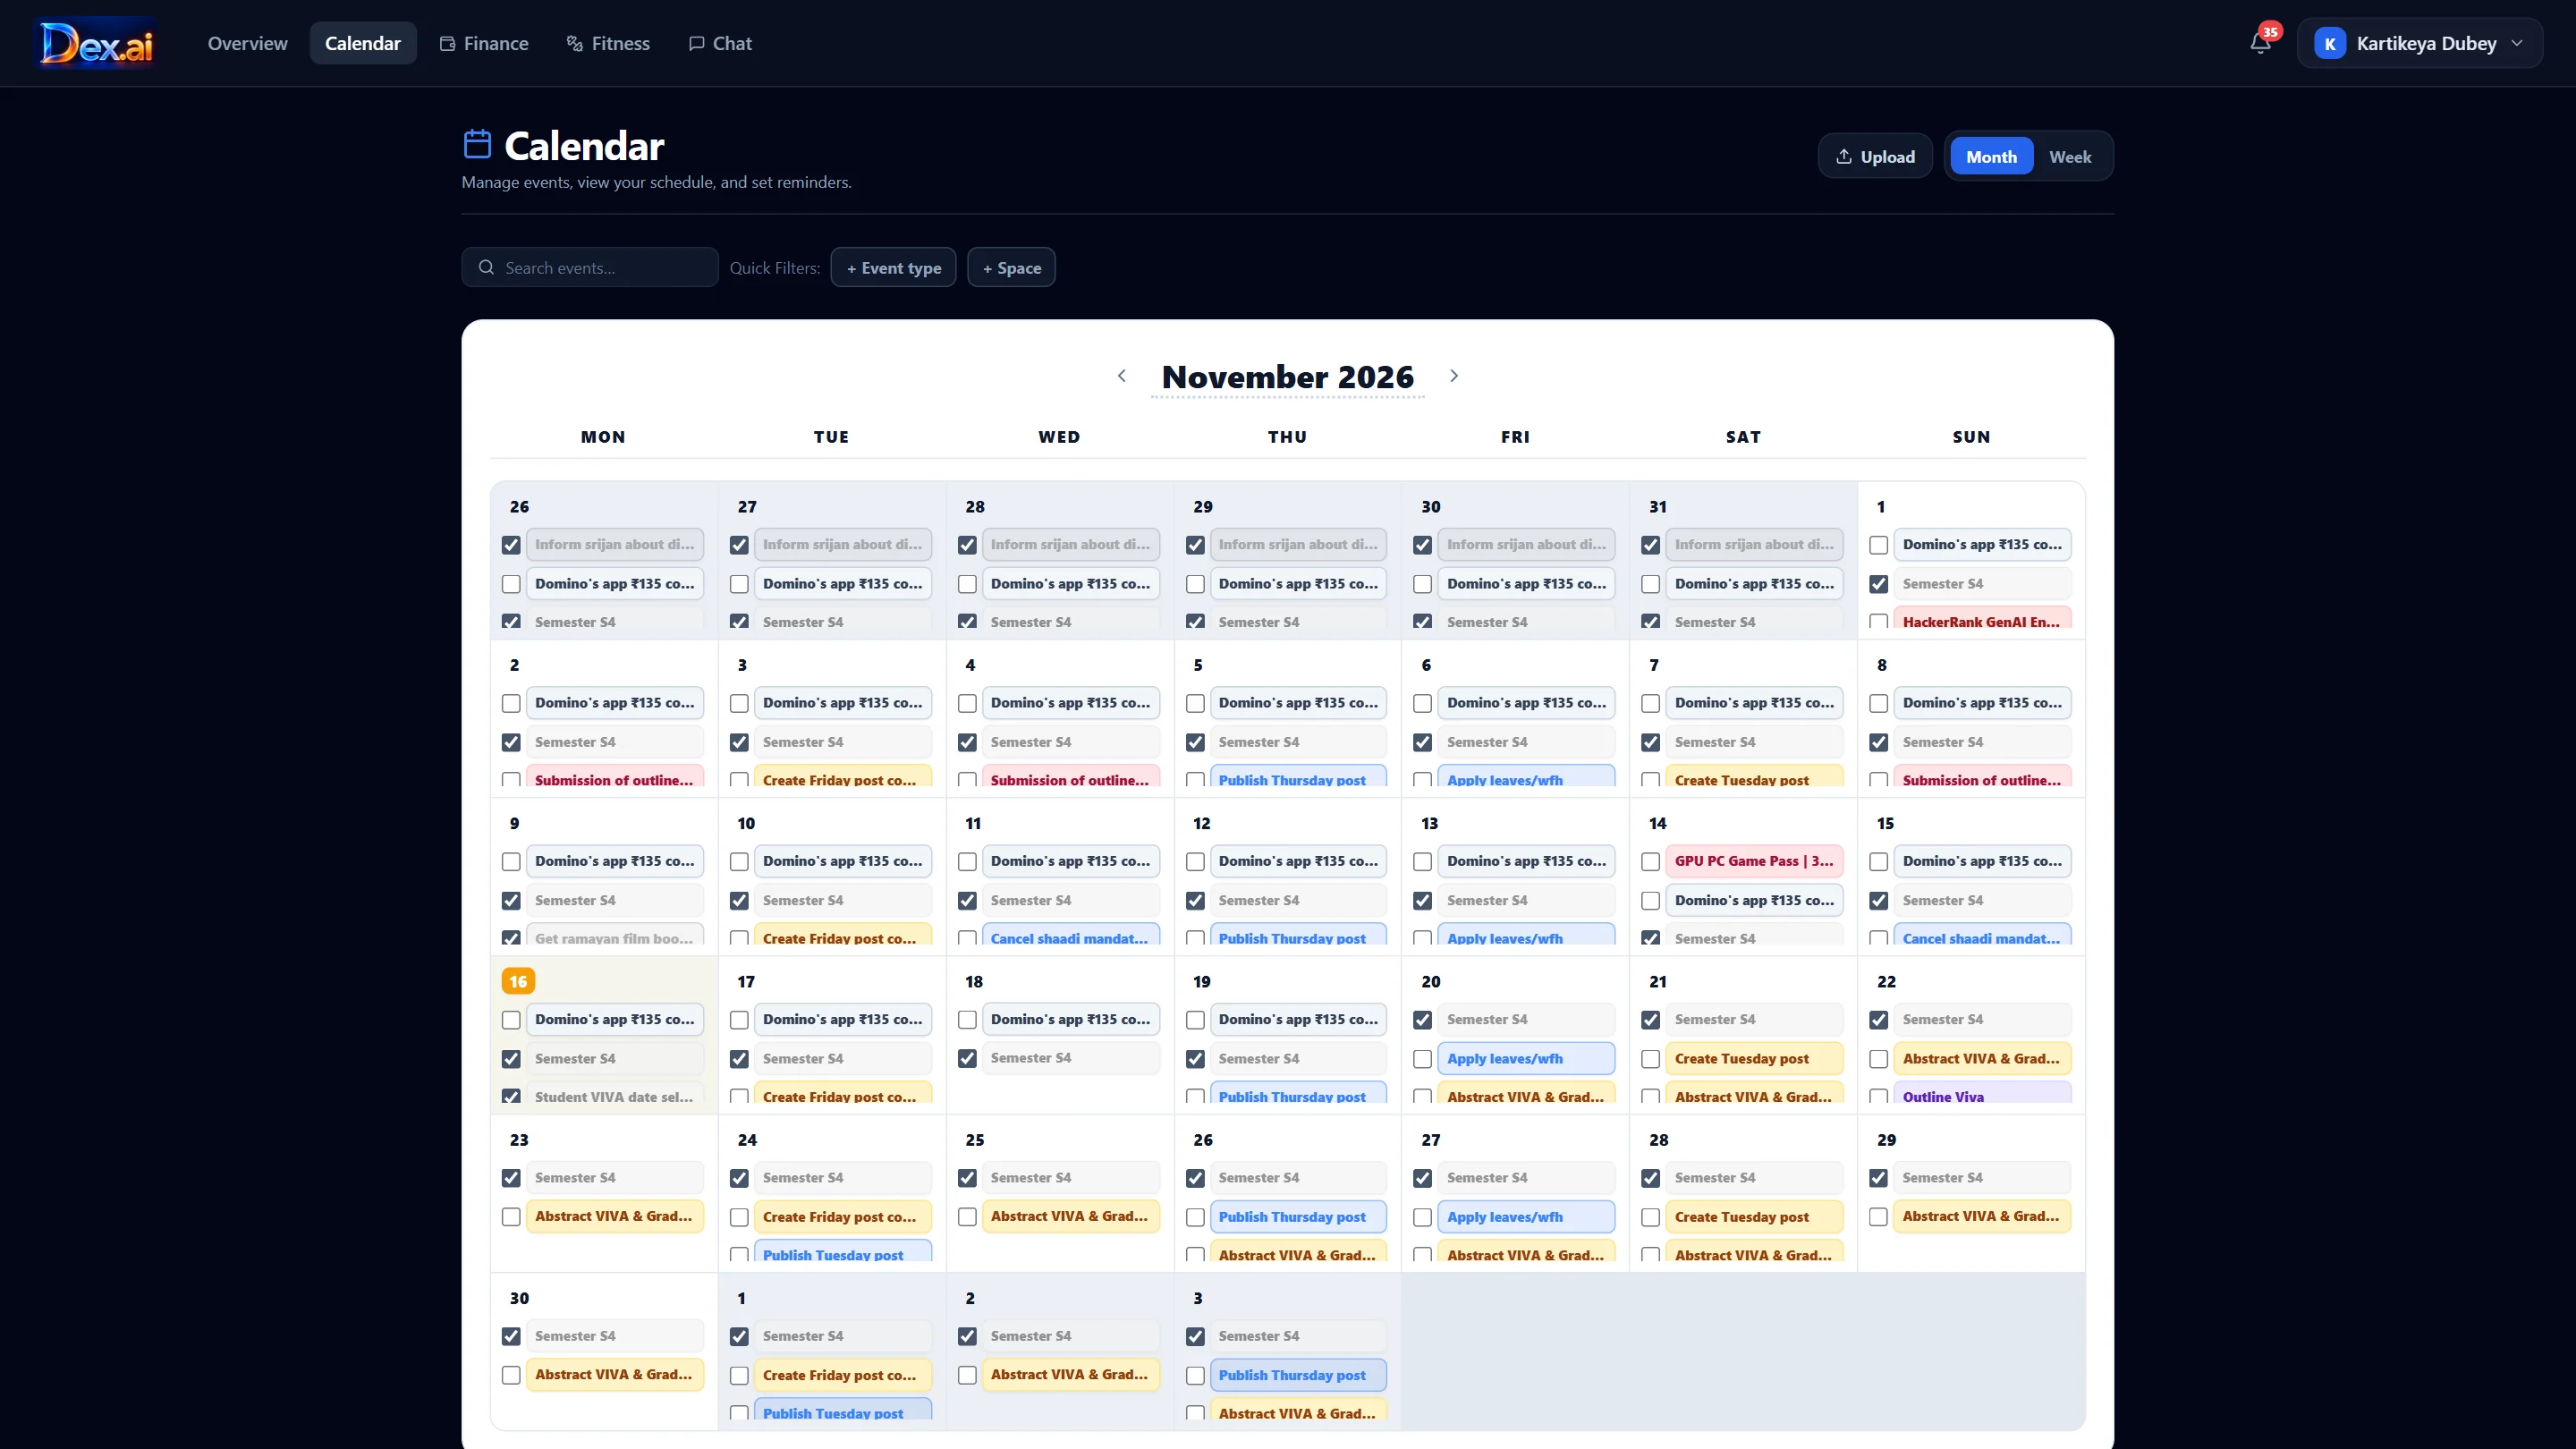 Dex.ai
Overview
Calendar
Finance
Fitness
Chat
35
K
Kartikeya Dubey
Calendar
Manage events, view your schedule, and set reminders.
Upload
Month
Week
Search events...
Quick Filters:
+ Event type
+ Space
November 2026
MON TUE WED THU FRI SAT SUN
26
Inform srijan about di...
Domino's app ₹135 co...
Semester S4
27
Inform srijan about di...
Domino's app ₹135 co...
Semester S4
28
Inform srijan about di...
Domino's app ₹135 co...
Semester S4
29
Inform srijan about di...
Domino's app ₹135 co...
Semester S4
30
Inform srijan about di...
Domino's app ₹135 co...
Semester S4
31
Inform srijan about di...
Domino's app ₹135 co...
Semester S4
1
Domino's app ₹135 co...
Semester S4
HackerRank GenAI En...
2
Domino's app ₹135 co...
Semester S4
Submission of outline...
3
Domino's app ₹135 co...
Semester S4
Create Friday post co...
4
Domino's app ₹135 co...
Semester S4
Submission of outline...
5
Domino's app ₹135 co...
Semester S4
Publish Thursday post
6
Domino's app ₹135 co...
Semester S4
Apply leaves/wfh
7
Domino's app ₹135 co...
Semester S4
Create Tuesday post
8
Domino's app ₹135 co...
Semester S4
Submission of outline...
9
Domino's app ₹135 co...
Semester S4
Get ramayan film boo...
10
Domino's app ₹135 co...
Semester S4
Create Friday post co...
11
Domino's app ₹135 co...
Semester S4
Cancel shaadi mandat...
12
Domino's app ₹135 co...
Semester S4
Publish Thursday post
13
Domino's app ₹135 co...
Semester S4
Apply leaves/wfh
14
GPU PC Game Pass | 3...
Domino's app ₹135 co...
Semester S4
15
Domino's app ₹135 co...
Semester S4
Cancel shaadi mandat...
16
Domino's app ₹135 co...
Semester S4
Student VIVA date sel...
17
Domino's app ₹135 co...
Semester S4
Create Friday post co...
18
Domino's app ₹135 co...
Semester S4
19
Domino's app ₹135 co...
Semester S4
Publish Thursday post
20
Semester S4
Apply leaves/wfh
Abstract VIVA & Grad...
21
Semester S4
Create Tuesday post
Abstract VIVA & Grad...
22
Semester S4
Abstract VIVA & Grad...
Outline Viva
23
Semester S4
Abstract VIVA & Grad...
24
Semester S4
Create Friday post co...
Publish Tuesday post
25
Semester S4
Abstract VIVA & Grad...
26
Semester S4
Publish Thursday post
Abstract VIVA & Grad...
27
Semester S4
Apply leaves/wfh
Abstract VIVA & Grad...
28
Semester S4
Create Tuesday post
Abstract VIVA & Grad...
29
Semester S4
Abstract VIVA & Grad...
30
Semester S4
Abstract VIVA & Grad...
1
Semester S4
Create Friday post co...
Publish Tuesday post
2
Semester S4
Abstract VIVA & Grad...
3
Semester S4
Publish Thursday post
Abstract VIVA & Grad...